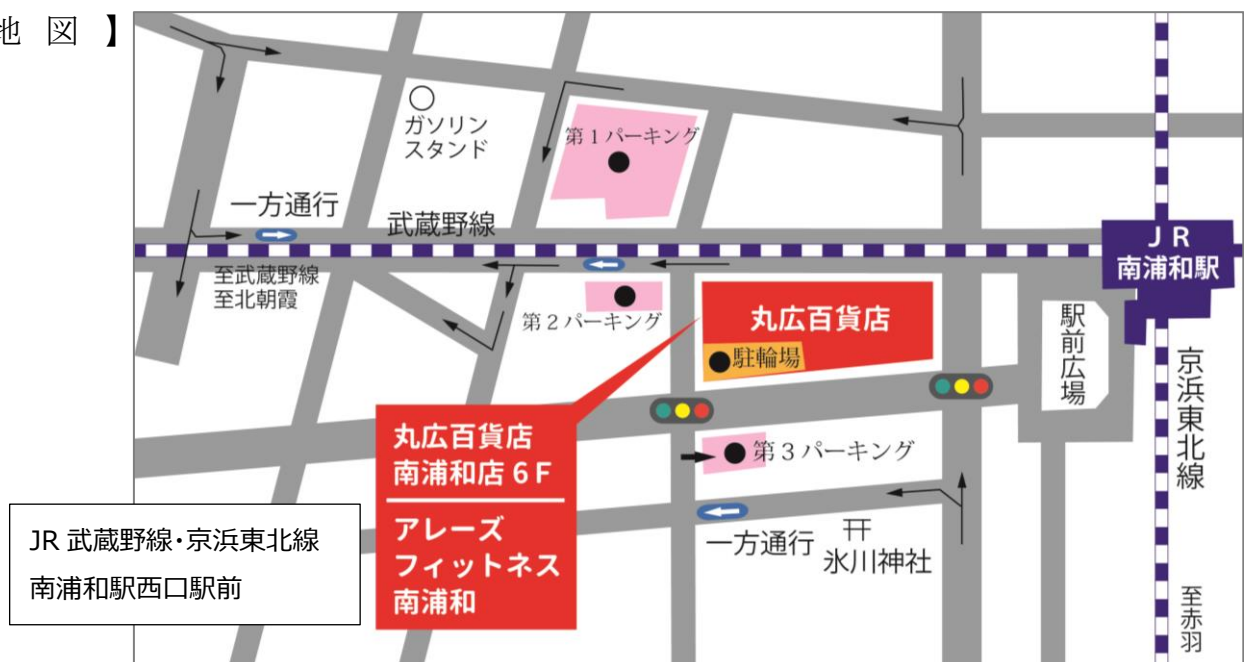 地 図 】
ガソリン
スタンド
第1パーキング
一方通行
武蔵野線
JR
南浦和駅
至武蔵野線
至北朝霞
第2パーキング
丸広百貨店
駐輪場
駅前広場
京浜東北線
丸広百貨店
南浦和店 6F
アレーズ
フィットネス
南浦和
第3パーキング
一方通行
氷川神社
至赤羽
JR 武蔵野線・京浜東北線
南浦和駅西口駅前